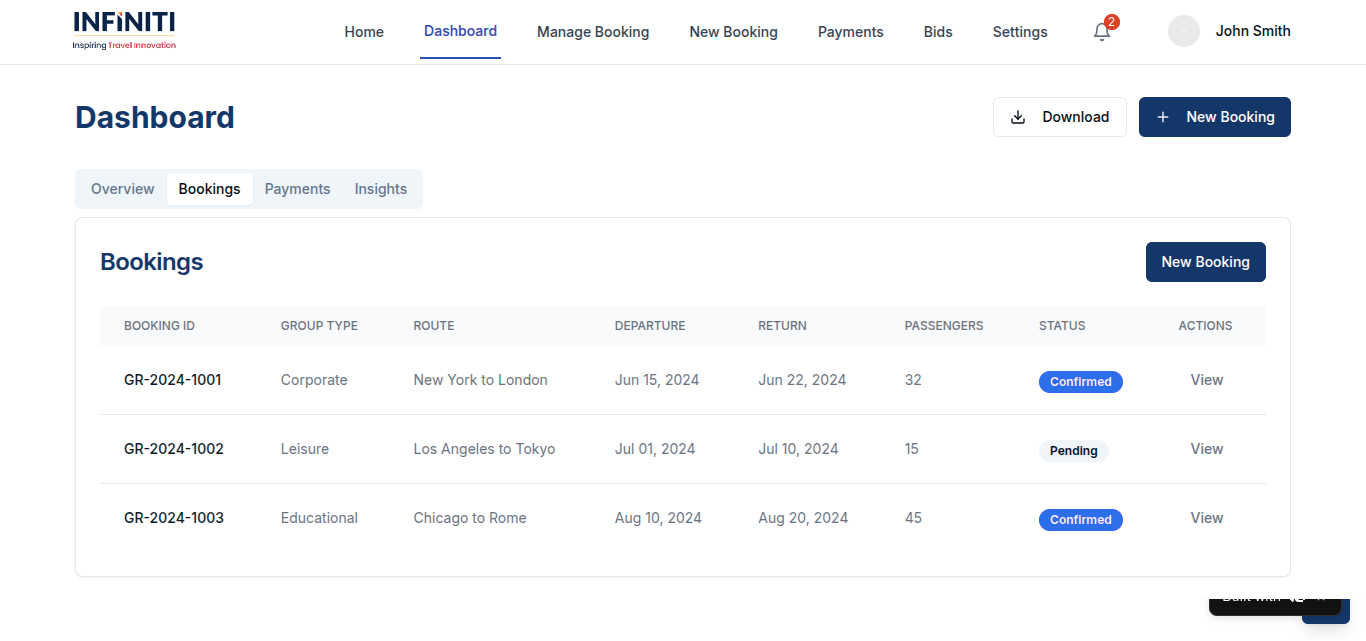 INFINITI
Inspiring Travel Innovation
Home Dashboard Manage Booking New Booking Payments Bids Settings 2 John Smith
Dashboard
Download + New Booking
Overview Bookings Payments Insights
Bookings
New Booking
BOOKING ID GROUP TYPE ROUTE DEPARTURE RETURN PASSENGERS STATUS ACTIONS
GR-2024-1001 Corporate New York to London Jun 15, 2024 Jun 22, 2024 32 Confirmed View
GR-2024-1002 Leisure Los Angeles to Tokyo Jul 01, 2024 Jul 10, 2024 15 Pending View
GR-2024-1003 Educational Chicago to Rome Aug 10, 2024 Aug 20, 2024 45 Confirmed View
Built with